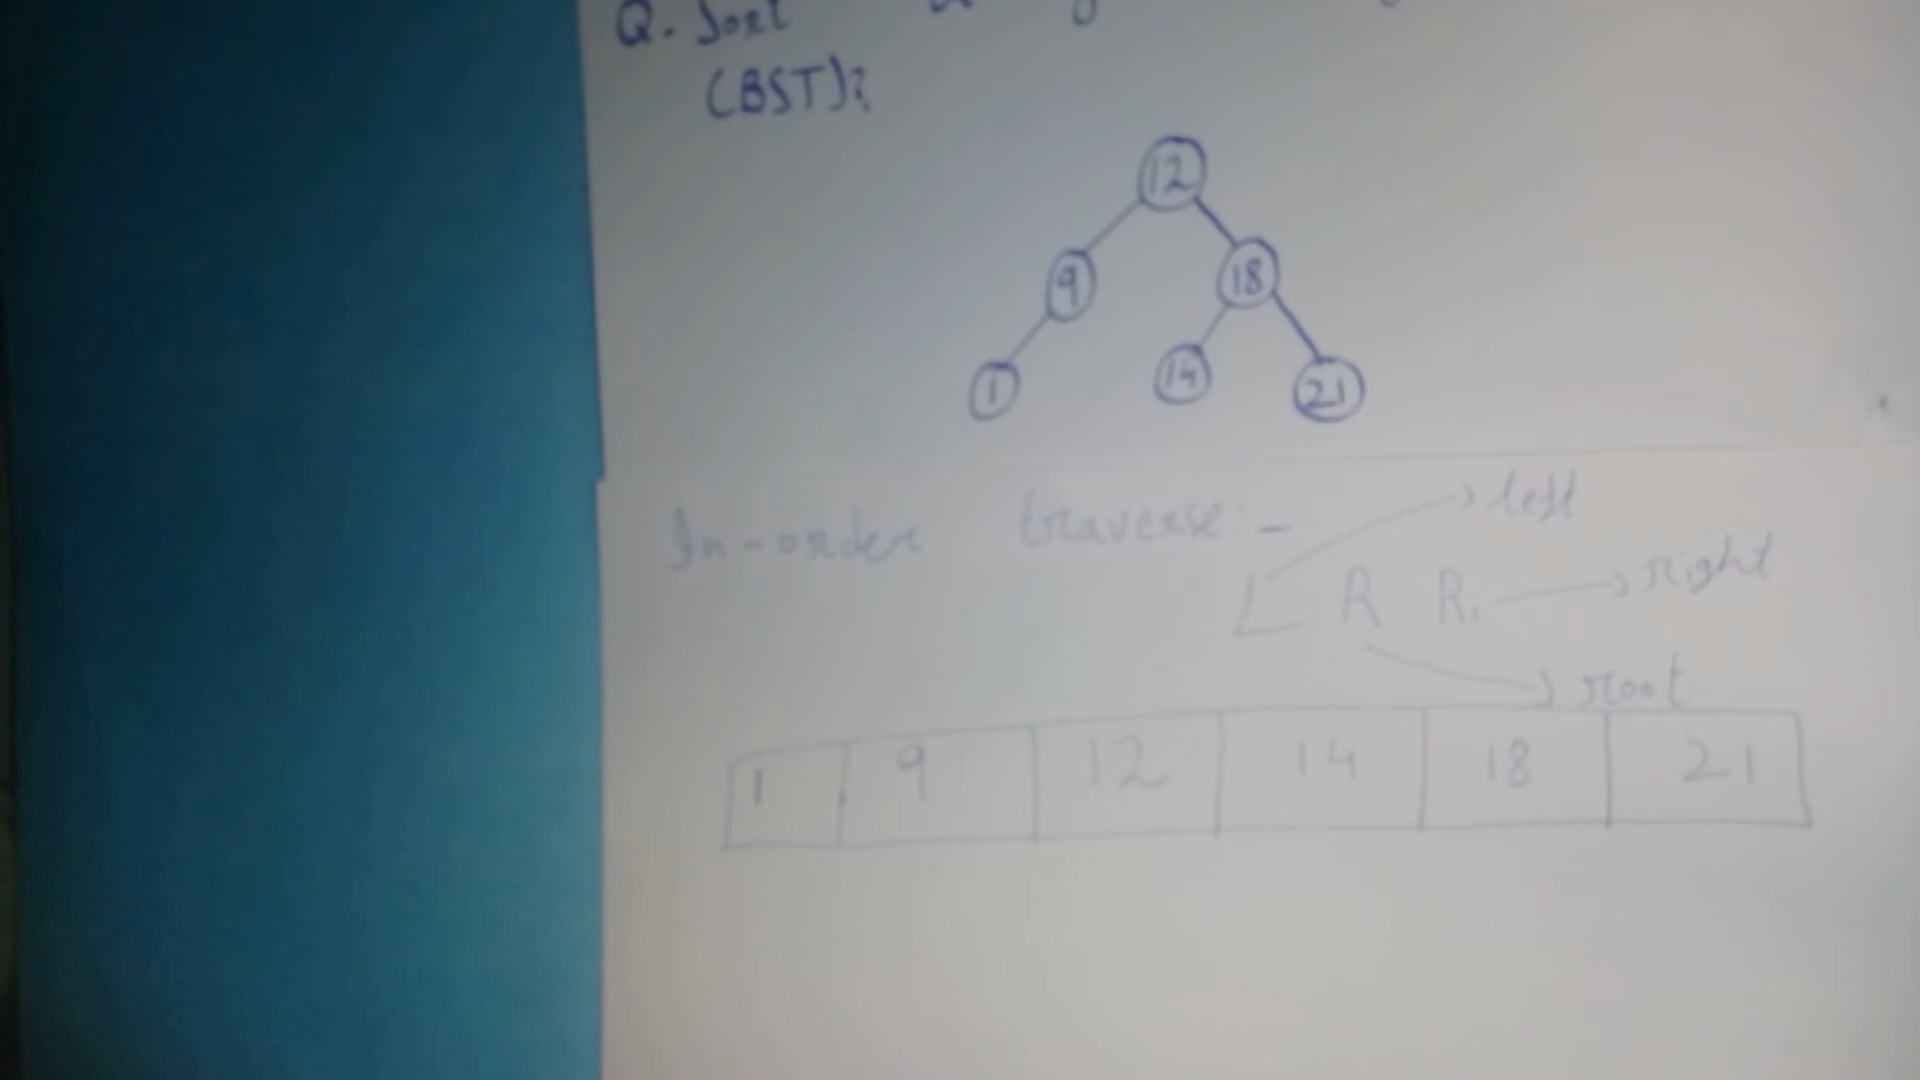 Q. Sort
(BST)?
12
9 18
1 14 21
In-order traverse - → left
L R R. → right
→ root
1 9 12 14 18 21